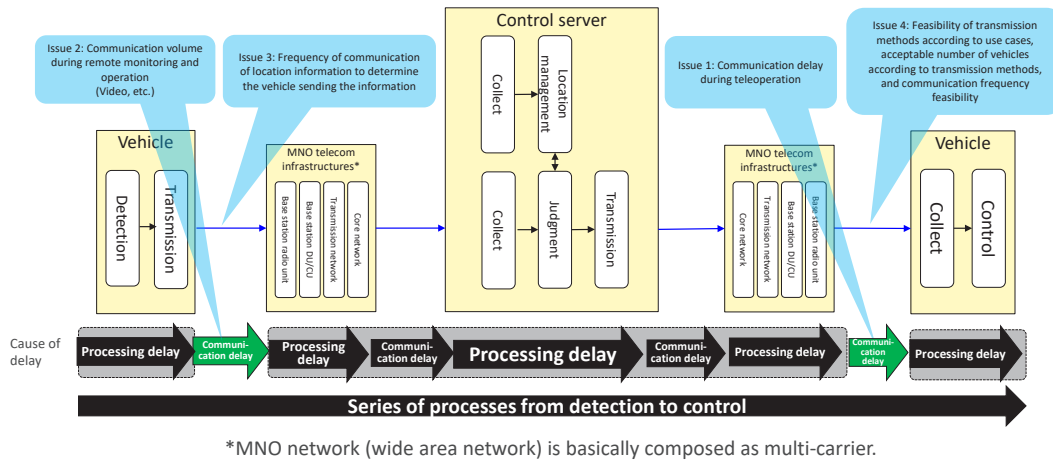 Control server
Issue 2: Communication volume
during remote monitoring and
operation
(Video, etc.)
Issue 3: Frequency of communication
of location information to determine
the vehicle sending the information
Issue 1: Communication delay
during teleoperation
Issue 4: Feasibility of transmission
methods according to use cases,
acceptable number of vehicles
according to transmission methods,
and communication frequency
feasibility
Vehicle
Detection
Transmission
MNO telecom
infrastructures*
Base station radio
unit
Base station DU/CU
Transmission network
Core network
Collect
Location
management
Collect
Judgment
Transmission
MNO telecom
infrastructures*
Core network
Transmission network
Base station DU/CU
Base station radio
unit
Vehicle
Collect
Control
Cause of
delay
Processing delay
Communi-
cation delay
Processing
delay
Communi-
cation delay
Processing delay
Communi-
cation delay
Processing delay
Communi-
cation
delay
Processing delay
Series of processes from detection to control
*MNO network (wide area network) is basically composed as multi-carrier.